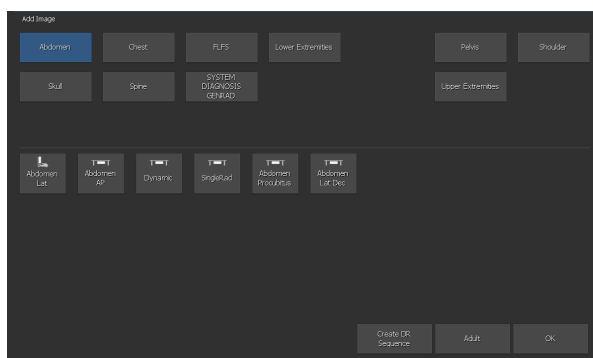 Add Image
Abdomen
Chest
FLFS
Lower Extremities
Pelvis
Shoulder
Skull
Spine
SYSTEM
DIAGNOSIS
GENRAD
Upper Extremities
Abdomen
Lat
Abdomen
AP
Dynamic
SingleRad
Abdomen
Procubitus
Abdomen
Lat Dec
Create DR
Sequence
Adult
OK